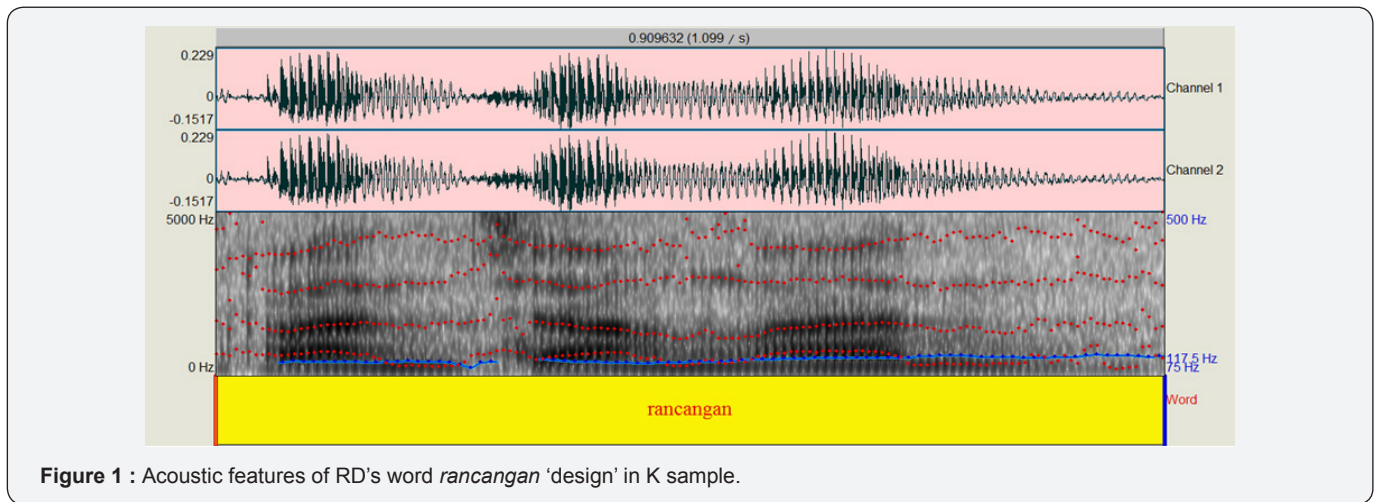 0.909632 (1.099 / s)
0.229
0
-0.1517
Channel 1
0.229
0
-0.1517
Channel 2
5000 Hz
500 Hz
0 Hz
117.5 Hz
75 Hz
rancangan
Word
Figure 1 : Acoustic features of RD’s word rancangan ‘design’ in K sample.